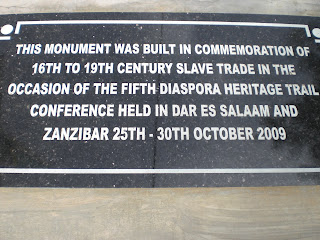 THIS MONUMENT WAS BUILT IN COMMEMORATION OF
16TH TO 19TH CENTURY SLAVE TRADE IN THE
OCCASION OF THE FIFTH DIASPORA HERITAGE TRAIL
CONFERENCE HELD IN DAR ES SALAAM AND
ZANZIBAR 25TH - 30TH OCTOBER 2009